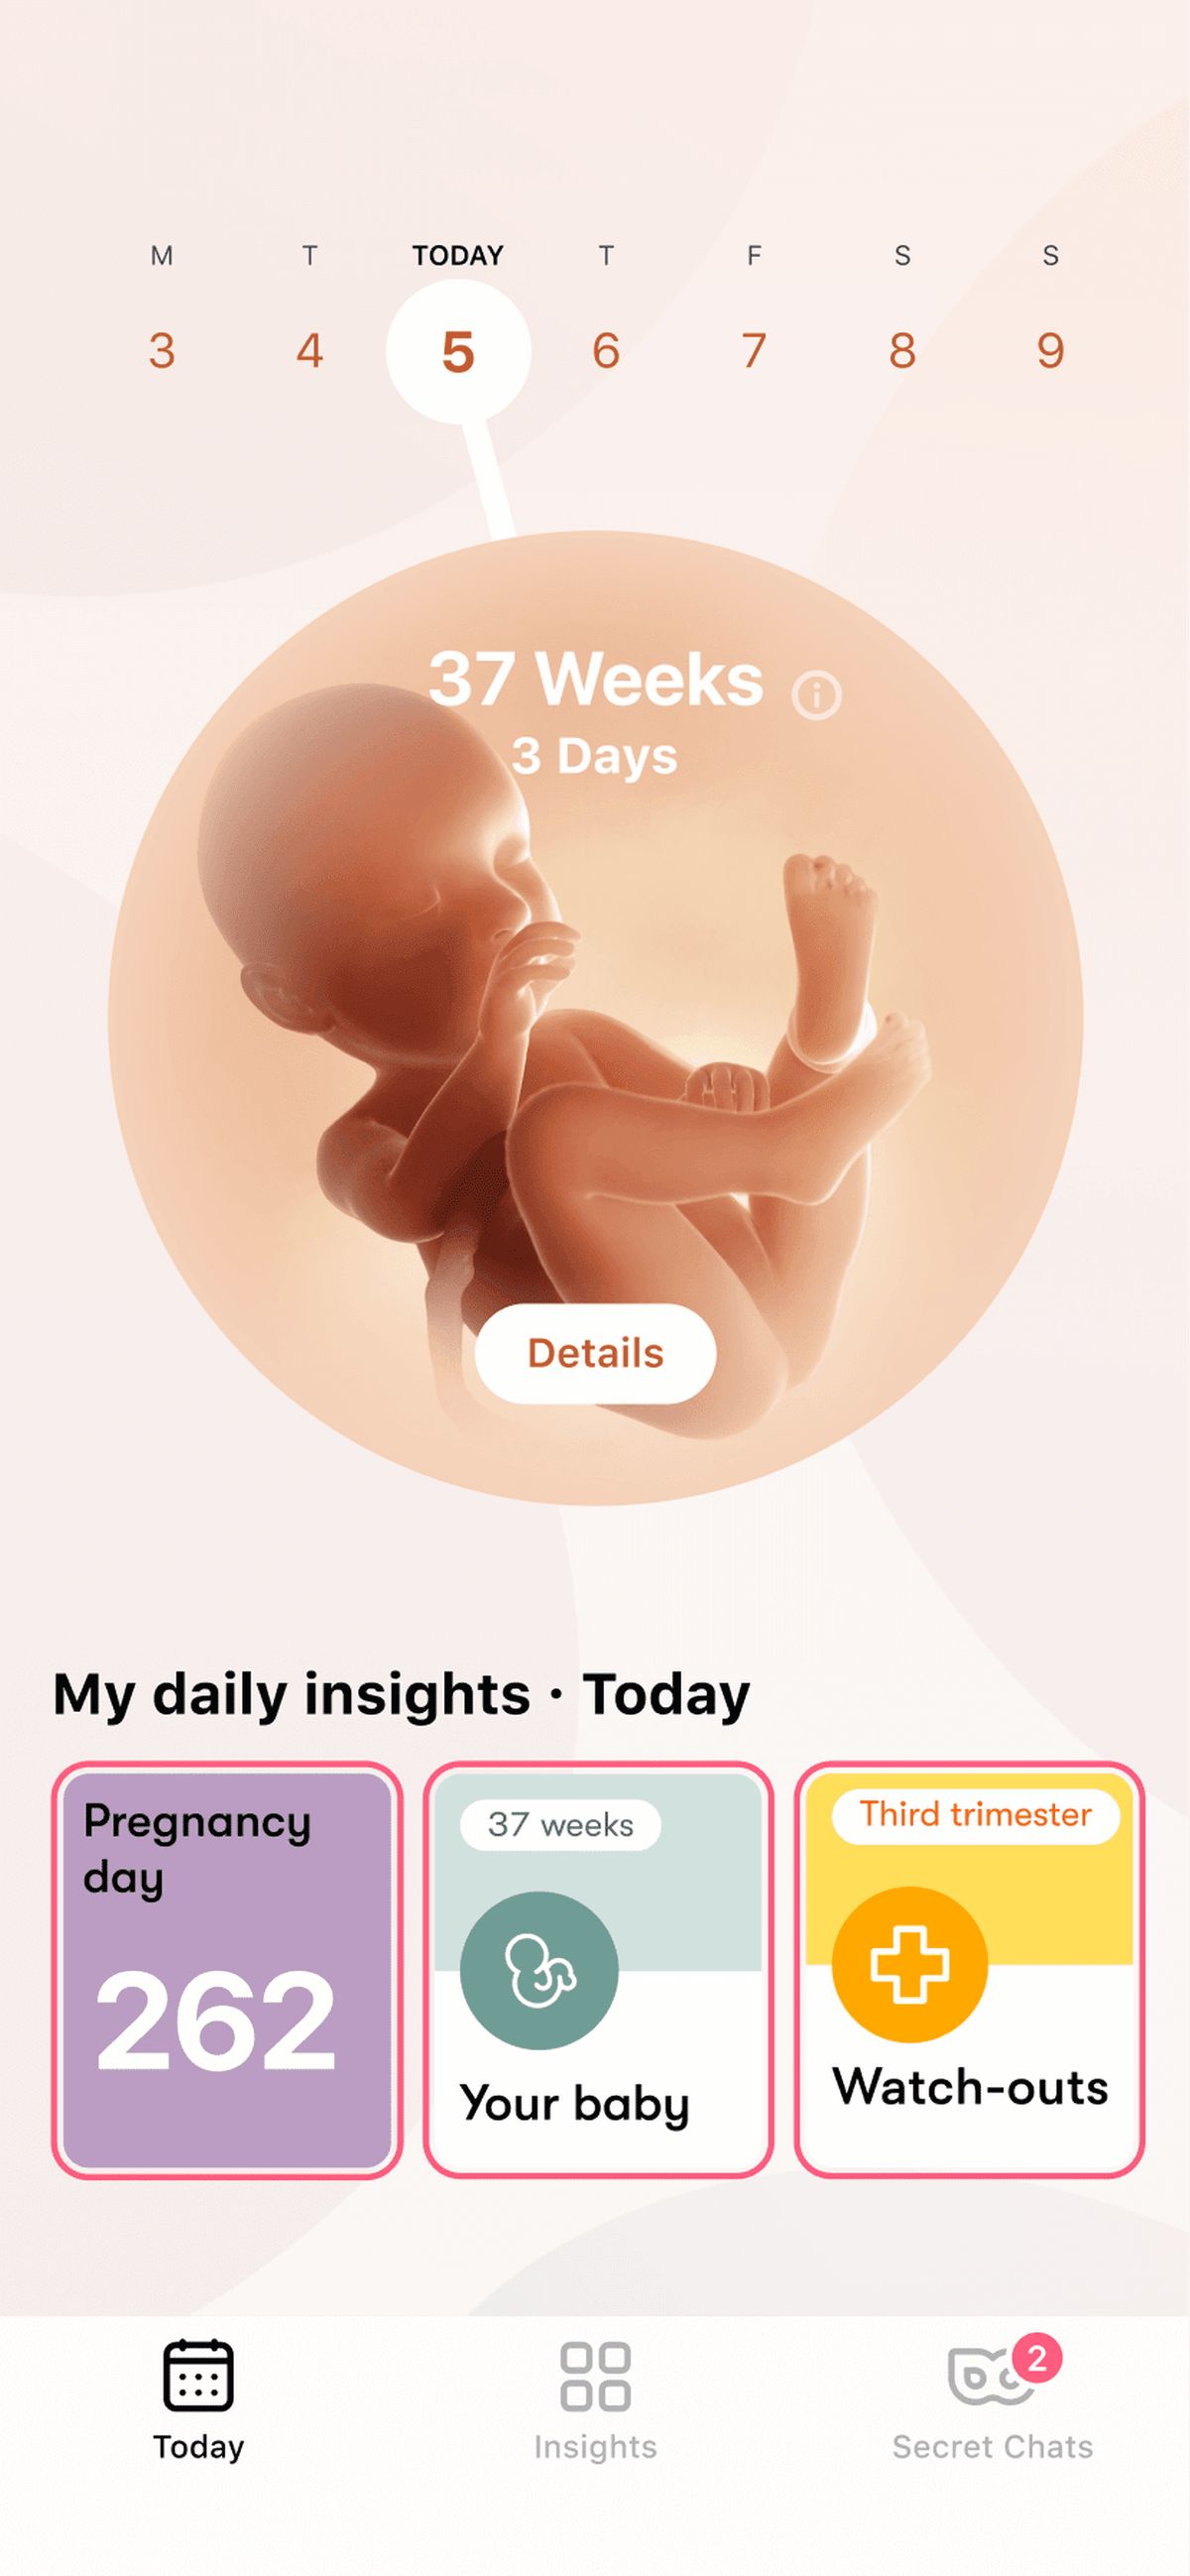 M T TODAY T F S S
3 4 5 6 7 8 9
37 Weeks
3 Days
Details
My daily insights · Today
Pregnancy
day
262
37 weeks
Your baby
Third trimester
Watch-outs
2
Today Insights Secret Chats